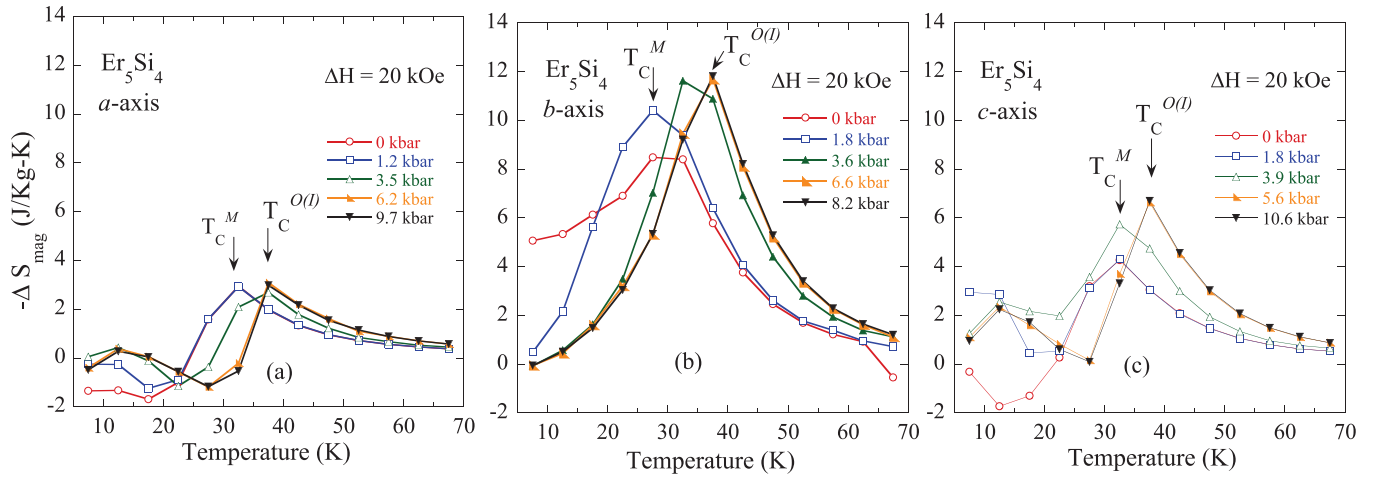 -Δ S_mag (J/Kg-K)
14
12
10
8
6
4
2
0
-2
Er5Si4
a-axis
ΔH = 20 kOe
0 kbar
1.2 kbar
3.5 kbar
6.2 kbar
9.7 kbar
T_C^M
T_C^O(I)
(a)
10 20 30 40 50 60 70
Temperature (K)
14
12
10
8
6
4
2
0
-2
Er5Si4
b-axis
T_C^M
T_C^O(I)
ΔH = 20 kOe
0 kbar
1.8 kbar
3.6 kbar
6.6 kbar
8.2 kbar
(b)
10 20 30 40 50 60 70
Temperature (K)
14
12
10
8
6
4
2
0
-2
Er5Si4
c-axis
ΔH = 20 kOe
T_C^O(I)
T_C^M
0 kbar
1.8 kbar
3.9 kbar
5.6 kbar
10.6 kbar
(c)
10 20 30 40 50 60 70
Temperature (K)